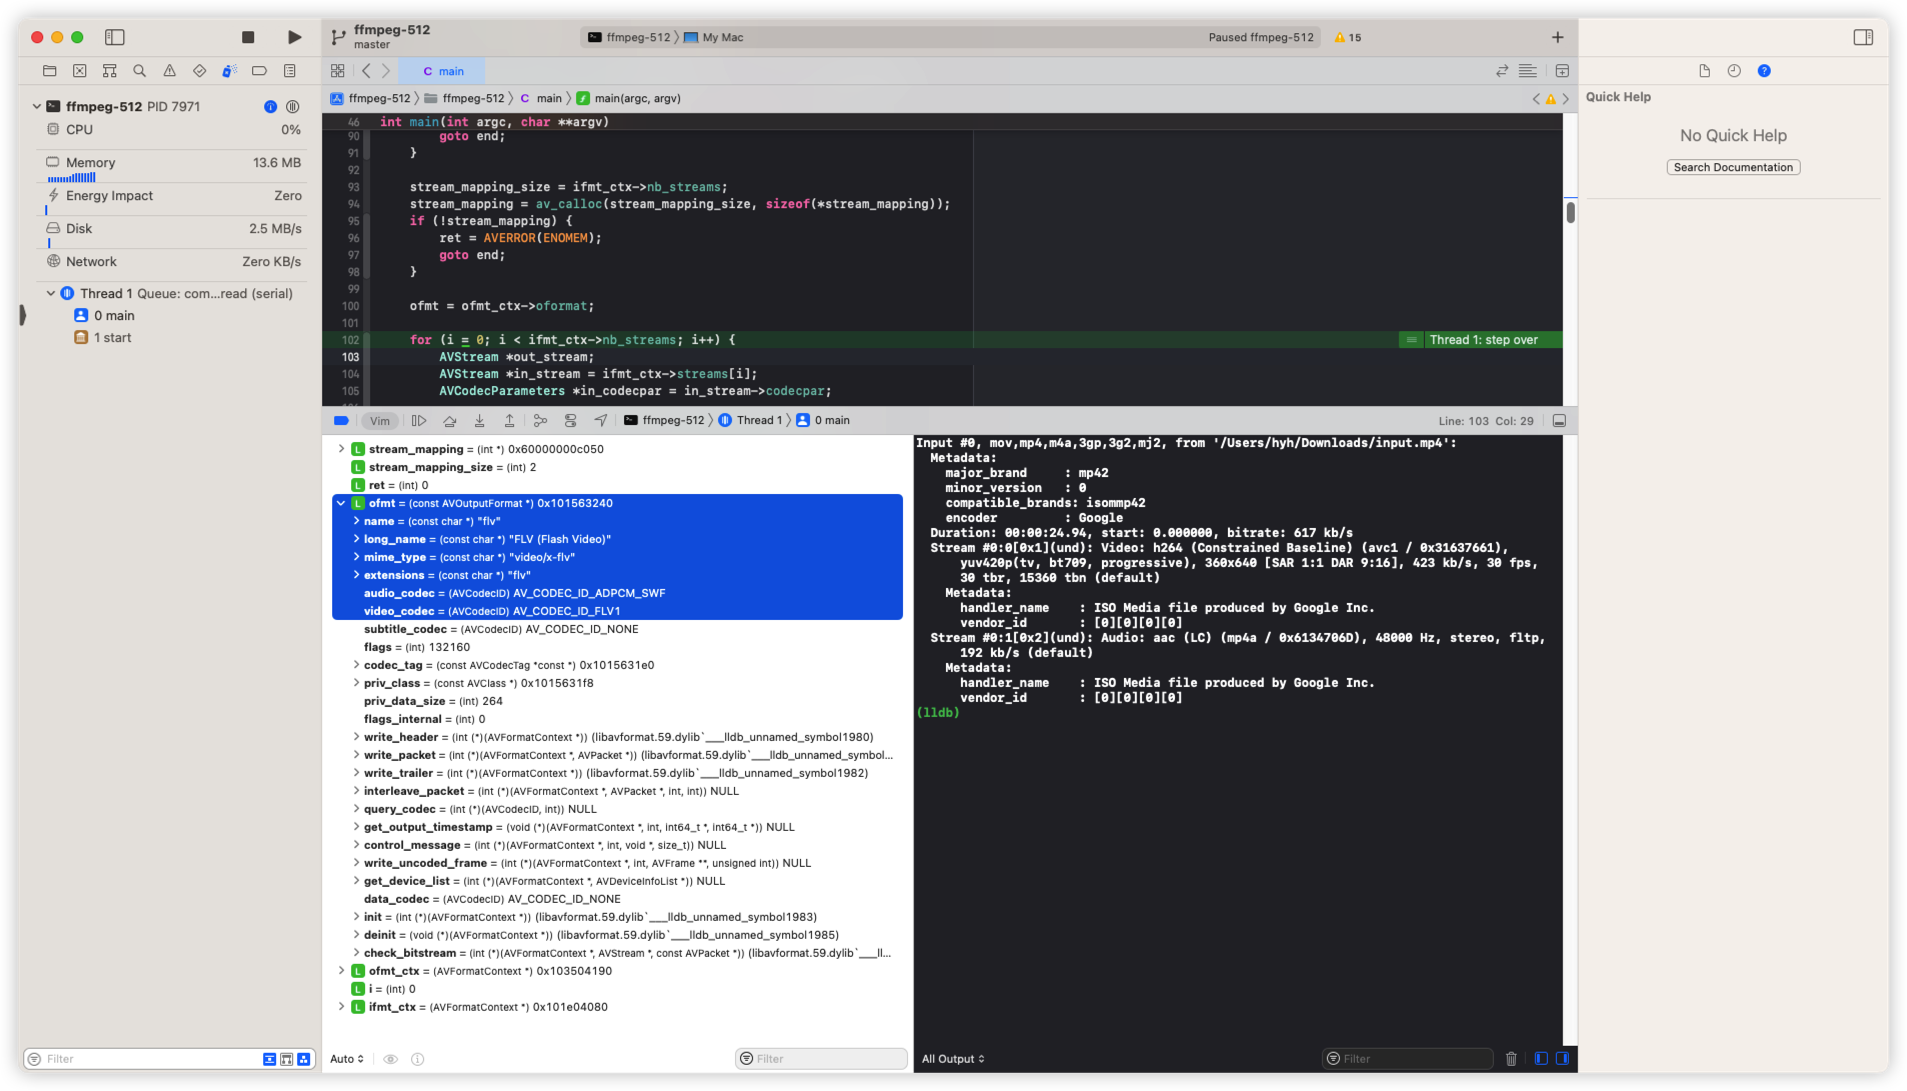 ffmpeg-512
master
ffmpeg-512 〉 My Mac
Paused ffmpeg-512
15
main
ffmpeg-512 PID 7971
CPU 0%
Memory 13.6 MB
Energy Impact Zero
Disk 2.5 MB/s
Network Zero KB/s
Thread 1 Queue: com...read (serial)
0 main
1 start
Filter
ffmpeg-512 〉 ffmpeg-512 〉 C main 〉 main(argc, argv)
46 int main(int argc, char **argv)
90 goto end;
91 }
92
93 stream_mapping_size = ifmt_ctx->nb_streams;
94 stream_mapping = av_calloc(stream_mapping_size, sizeof(*stream_mapping));
95 if (!stream_mapping) {
96 ret = AVERROR(ENOMEM);
97 goto end;
98 }
99
100 ofmt = ofmt_ctx->oformat;
101
102 for (i = 0; i < ifmt_ctx->nb_streams; i++) { Thread 1: step over
103 AVStream *out_stream;
104 AVStream *in_stream = ifmt_ctx->streams[i];
105 AVCodecParameters *in_codecpar = in_stream->codecpar;
Vim ffmpeg-512 〉 Thread 1 〉 0 main Line: 103 Col: 29
L stream_mapping = (int *) 0x60000000c050
L stream_mapping_size = (int) 2
L ret = (int) 0
L ofmt = (const AVOutputFormat *) 0x101563240
name = (const char *) "flv"
long_name = (const char *) "FLV (Flash Video)"
mime_type = (const char *) "video/x-flv"
extensions = (const char *) "flv"
audio_codec = (AVCodecID) AV_CODEC_ID_ADPCM_SWF
video_codec = (AVCodecID) AV_CODEC_ID_FLV1
subtitle_codec = (AVCodecID) AV_CODEC_ID_NONE
flags = (int) 132160
codec_tag = (const AVCodecTag *const *) 0x1015631e0
priv_class = (const AVClass *) 0x1015631f8
priv_data_size = (int) 264
flags_internal = (int) 0
write_header = (int (*)(AVFormatContext *)) (libavformat.59.dylib`___lldb_unnamed_symbol1980)
write_packet = (int (*)(AVFormatContext *, AVPacket *)) (libavformat.59.dylib`___lldb_unnamed_symbol...
write_trailer = (int (*)(AVFormatContext *)) (libavformat.59.dylib`___lldb_unnamed_symbol1982)
interleave_packet = (int (*)(AVFormatContext *, AVPacket *, int, int)) NULL
query_codec = (int (*)(AVCodecID, int)) NULL
get_output_timestamp = (void (*)(AVFormatContext *, int, int64_t *, int64_t *)) NULL
control_message = (int (*)(AVFormatContext *, int, void *, size_t)) NULL
write_uncoded_frame = (int (*)(AVFormatContext *, int, AVFrame **, unsigned int)) NULL
get_device_list = (int (*)(AVFormatContext *, AVDeviceInfoList *)) NULL
data_codec = (AVCodecID) AV_CODEC_ID_NONE
init = (int (*)(AVFormatContext *)) (libavformat.59.dylib`___lldb_unnamed_symbol1983)
deinit = (void (*)(AVFormatContext *)) (libavformat.59.dylib`___lldb_unnamed_symbol1985)
check_bitstream = (int (*)(AVFormatContext *, AVStream *, const AVPacket *)) (libavformat.59.dylib`___ll...
L ofmt_ctx = (AVFormatContext *) 0x103504190
L i = (int) 0
L ifmt_ctx = (AVFormatContext *) 0x101e04080
Auto
Filter
Input #0, mov,mp4,m4a,3gp,3g2,mj2, from '/Users/hyh/Downloads/input.mp4':
Metadata:
major_brand : mp42
minor_version : 0
compatible_brands: isommp42
encoder : Google
Duration: 00:00:24.94, start: 0.000000, bitrate: 617 kb/s
Stream #0:0[0x1](und): Video: h264 (Constrained Baseline) (avc1 / 0x31637661),
yuv420p(tv, bt709, progressive), 360x640 [SAR 1:1 DAR 9:16], 423 kb/s, 30 fps,
30 tbr, 15360 tbn (default)
Metadata:
handler_name : ISO Media file produced by Google Inc.
vendor_id : [0][0][0][0]
Stream #0:1[0x2](und): Audio: aac (LC) (mp4a / 0x6134706D), 48000 Hz, stereo, fltp,
192 kb/s (default)
Metadata:
handler_name : ISO Media file produced by Google Inc.
vendor_id : [0][0][0][0]
(lldb)
All Output
Filter
Quick Help
No Quick Help
Search Documentation